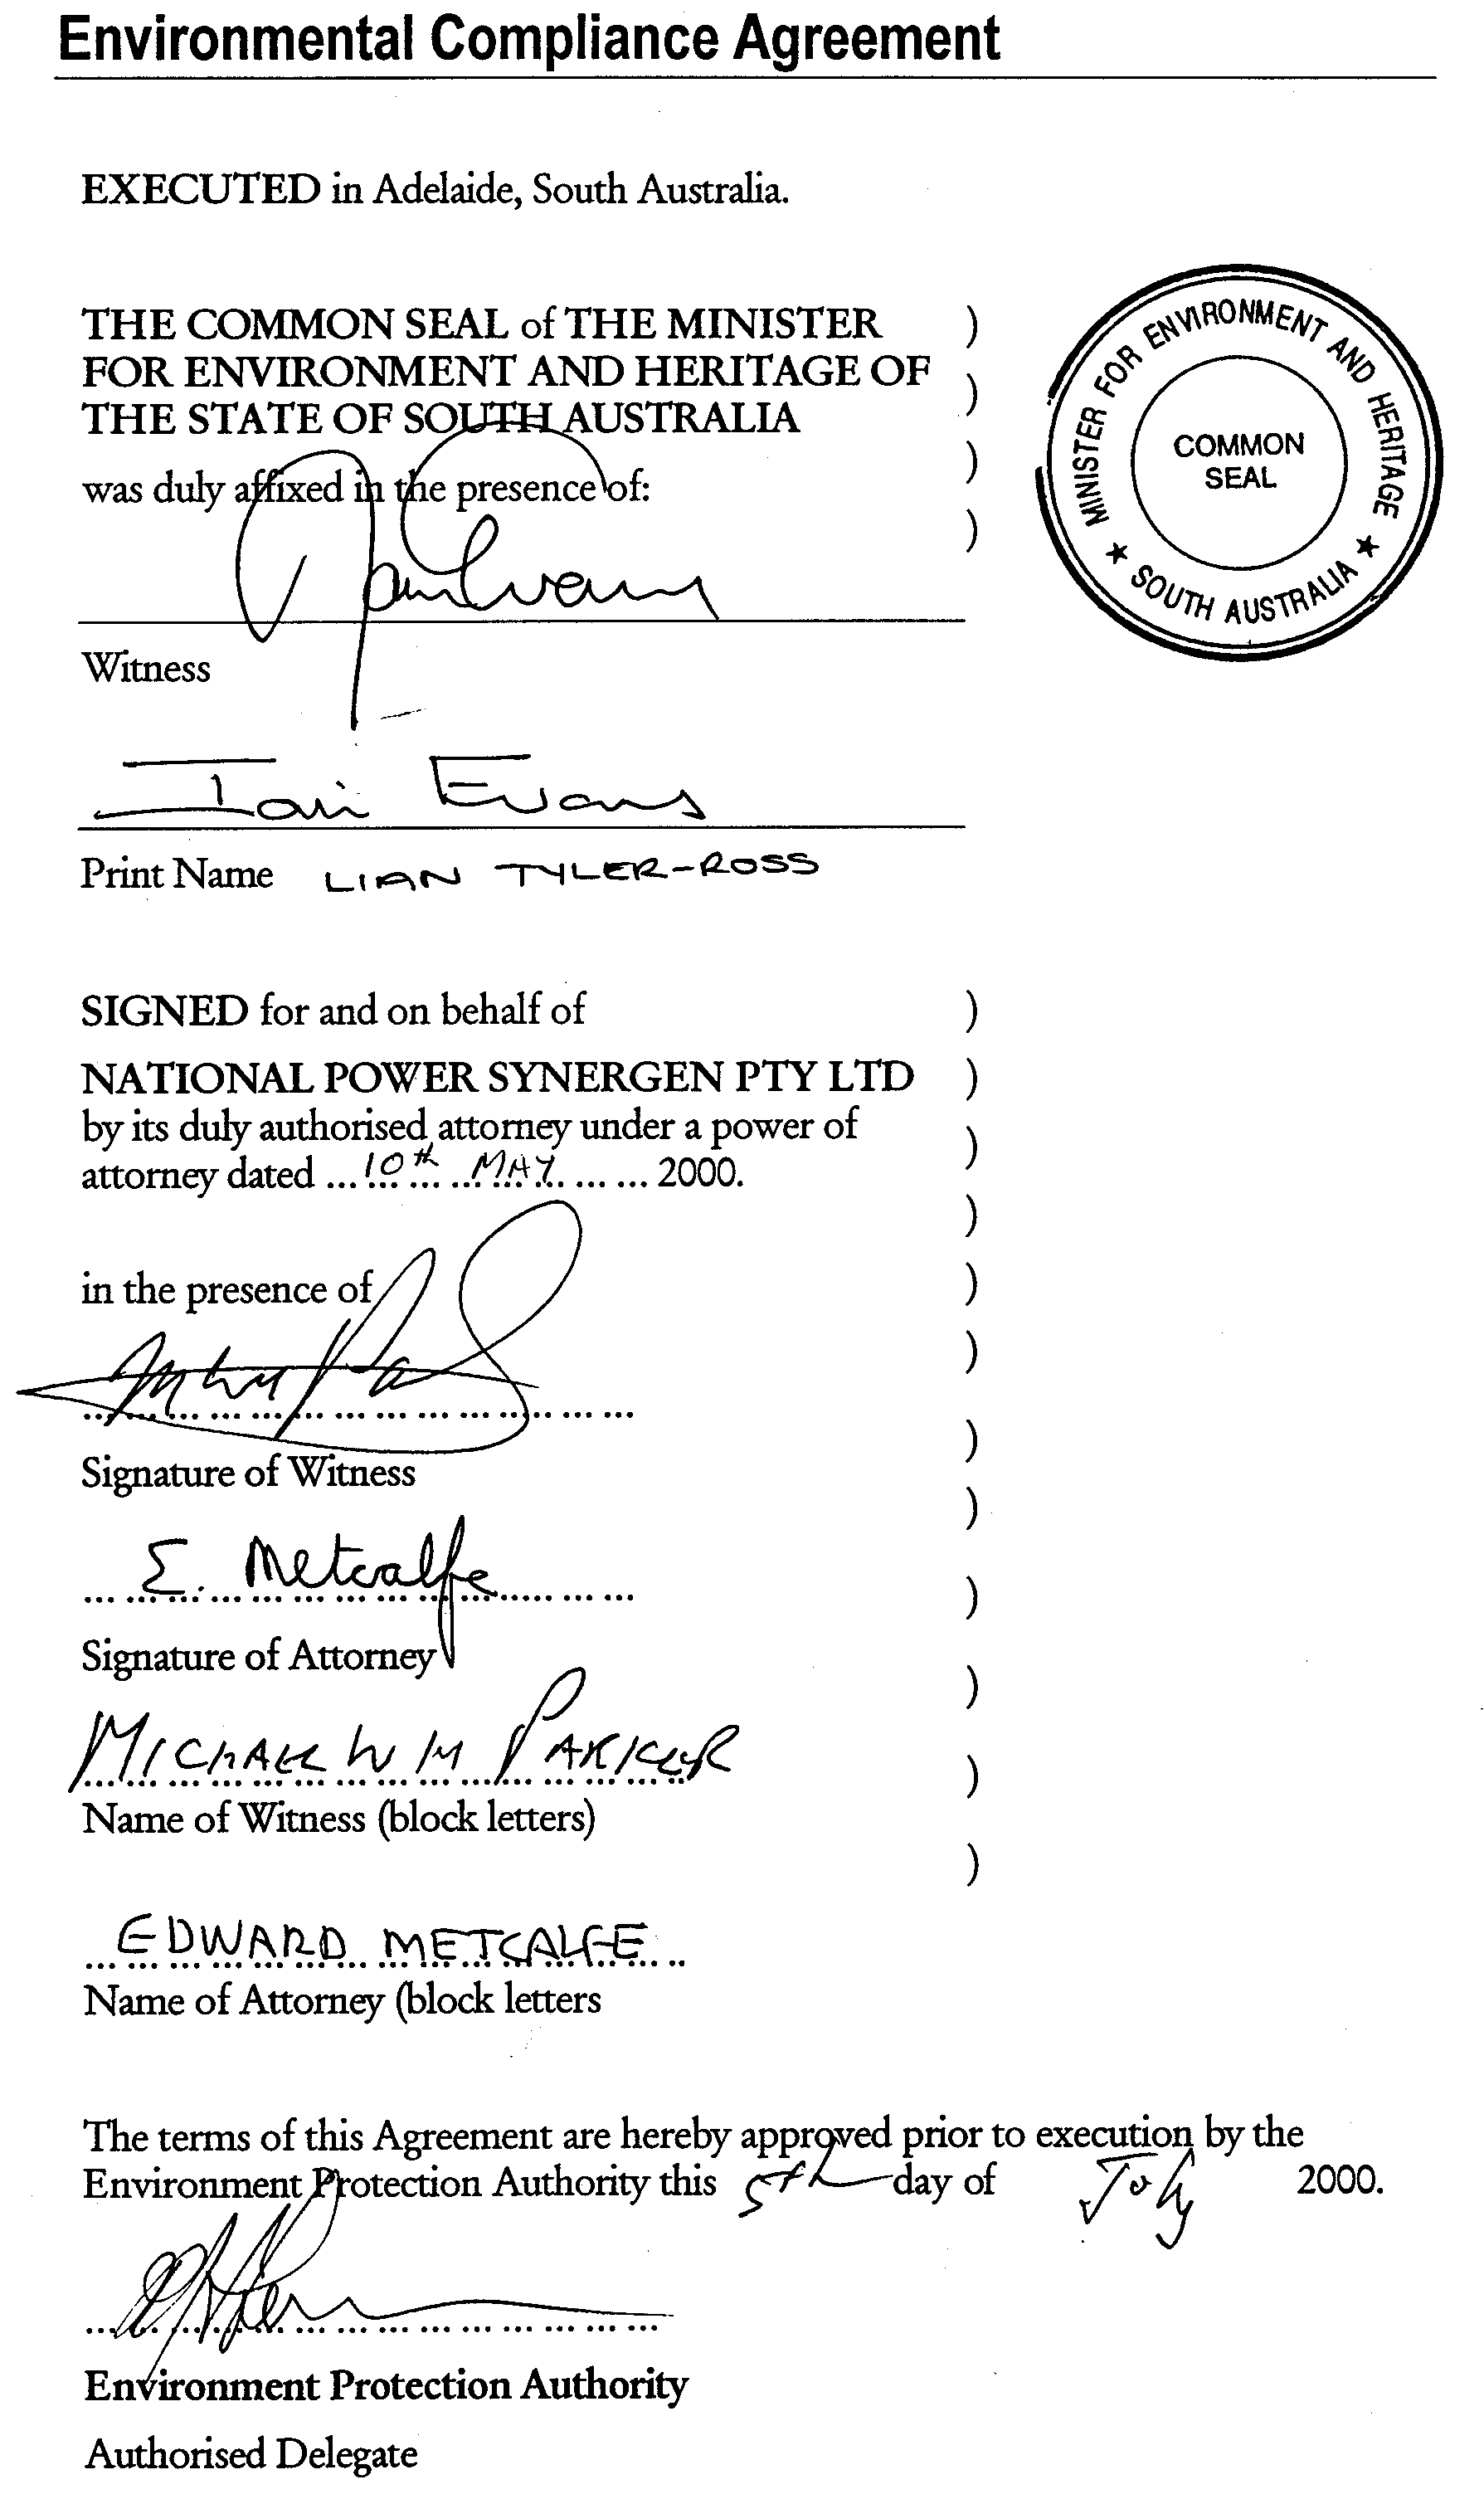 Environmental Compliance Agreement
EXECUTED in Adelaide, South Australia.
THE COMMON SEAL of THE MINISTER )
FOR ENVIRONMENT AND HERITAGE OF )
THE STATE OF SOUTH AUSTRALIA )
was duly affixed in the presence of: )
MINISTER FOR ENVIRONMENT AND HERITAGE
COMMON
SEAL
★ SOUTH AUSTRALIA ★
Witness
Iain Evans
Print Name LIAN TYLER-ROSS
SIGNED for and on behalf of )
NATIONAL POWER SYNERGEN PTY LTD )
by its duly authorised attorney under a power of )
attorney dated ... 10th ... MAY ... ... 2000. )
in the presence of )
)
Signature of Witness )
)
E. Metcalfe )
Signature of Attorney )
MICHAEL W M PARKER )
Name of Witness (block letters)
)
EDWARD METCALFE
Name of Attorney (block letters
The terms of this Agreement are hereby approved prior to execution by the
Environment Protection Authority this 5th day of July 2000.
Environment Protection Authority
Authorised Delegate